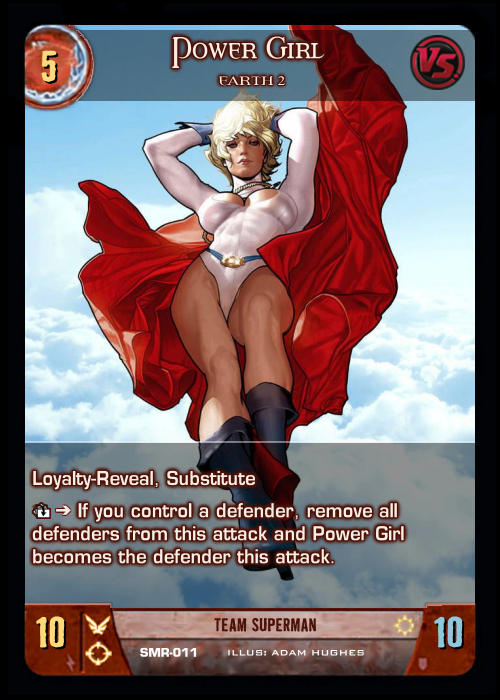 5
Power Girl
VS
EARTH 2
Loyalty-Reveal, Substitute
→ If you control a defender, remove all
defenders from this attack and Power Girl
becomes the defender this attack.
10
TEAM SUPERMAN
10
SMR-011 ILLUS: ADAM HUGHES